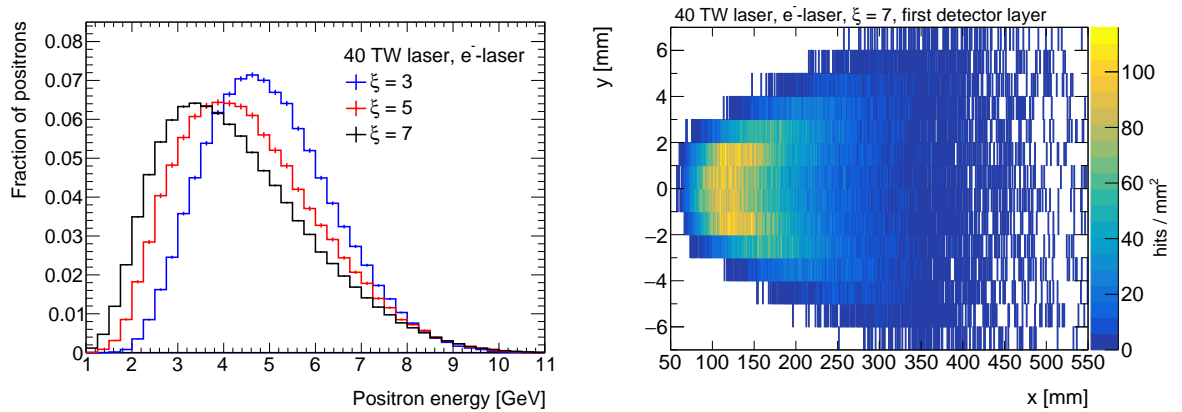 40 TW laser, e⁻-laser
ξ = 3
ξ = 5
ξ = 7
Fraction of positrons
0.08
0.07
0.06
0.05
0.04
0.03
0.02
0.01
0
1 2 3 4 5 6 7 8 9 10 11
Positron energy [GeV]
40 TW laser, e⁻-laser, ξ = 7, first detector layer
y [mm]
6
4
2
0
−2
−4
−6
50 100 150 200 250 300 350 400 450 500 550
x [mm]
100
80
60
40
20
0
hits / mm²